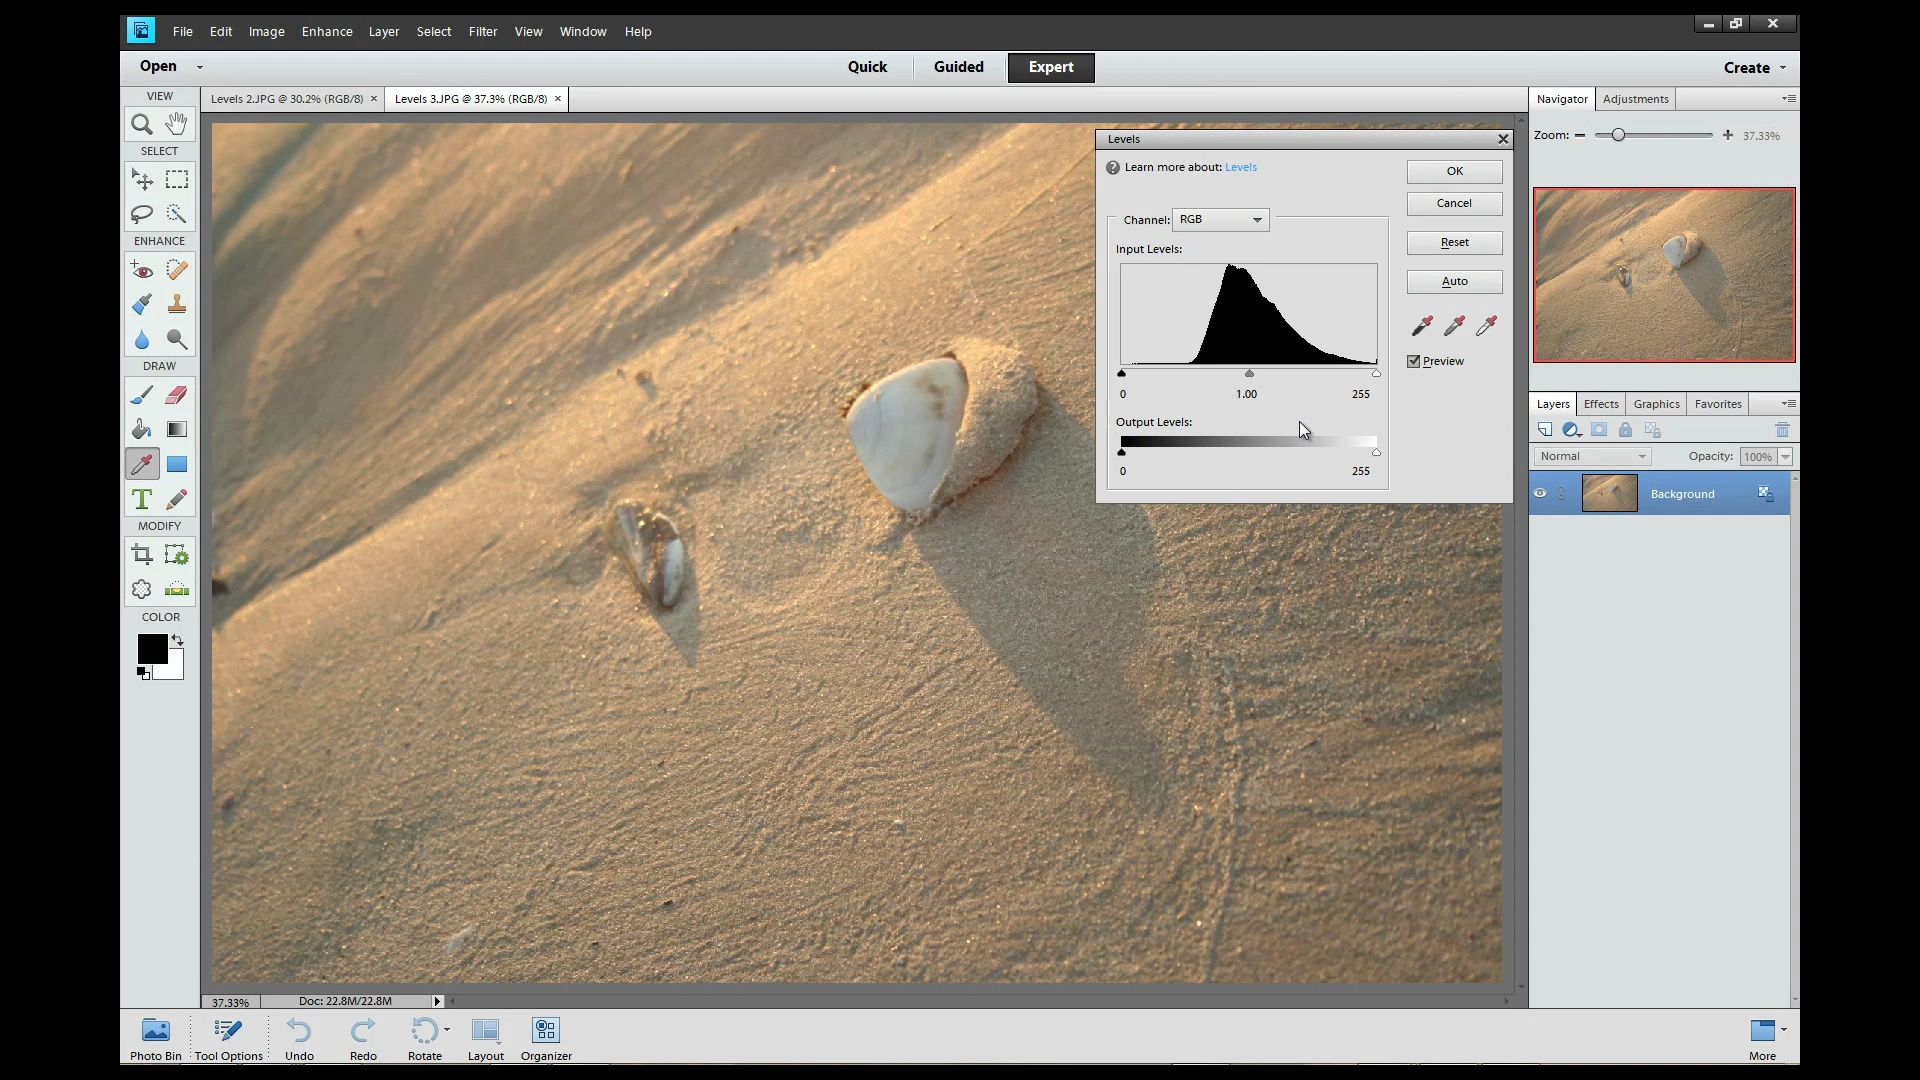 File Edit Image Enhance Layer Select Filter View Window Help
Open Quick Guided Expert Create
VIEW
Levels 2.JPG @ 30.2% (RGB/8) × Levels 3.JPG @ 37.3% (RGB/8) ×
Navigator Adjustments
Zoom: 37.33%
SELECT
ENHANCE
DRAW
T
MODIFY
COLOR
Levels
Learn more about: Levels
OK
Cancel
Channel: RGB
Reset
Input Levels:
Auto
Preview
0 1.00 255
Output Levels:
0 255
Layers Effects Graphics Favorites
Normal Opacity: 100%
Background
37.33% Doc: 22.8M/22.8M
Photo Bin Tool Options Undo Redo Rotate Layout Organizer More